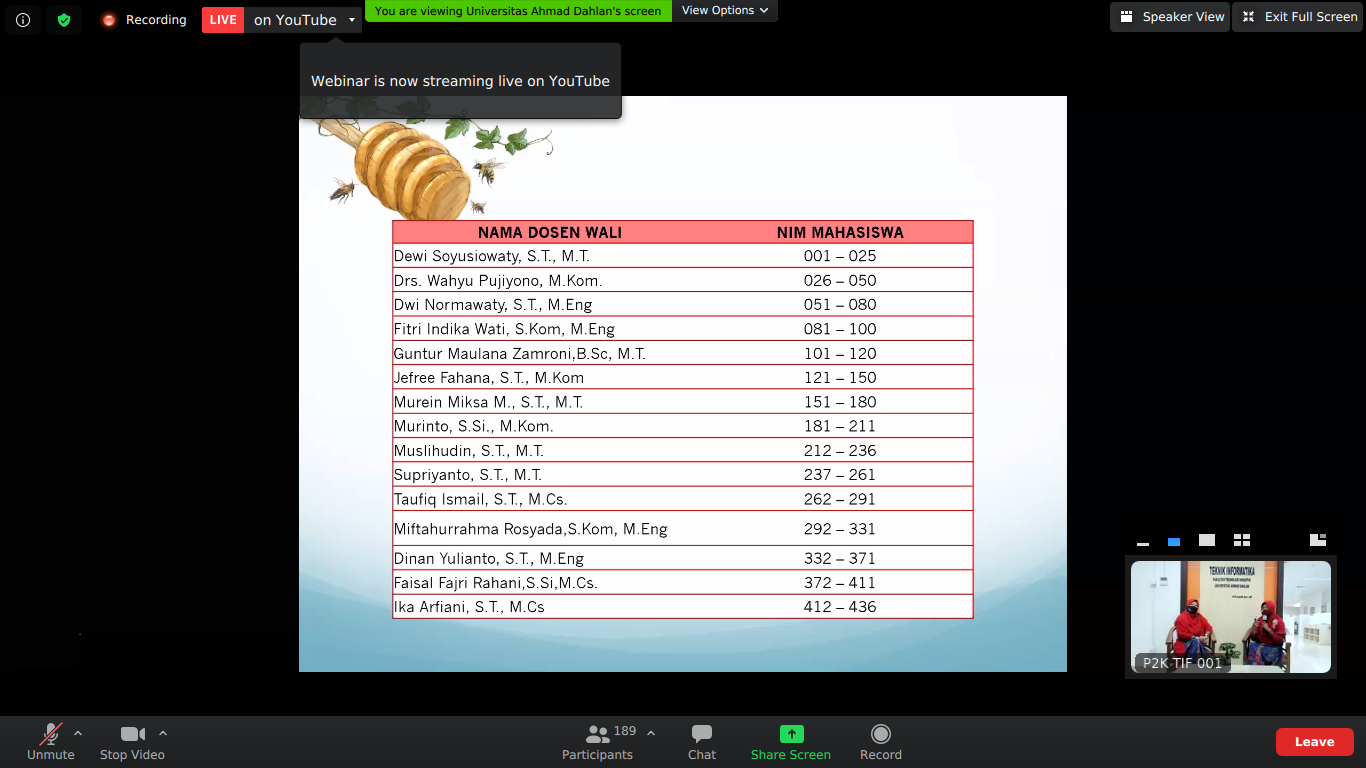 Recording
LIVE on YouTube
You are viewing Universitas Ahmad Dahlan's screen
View Options
Speaker View
Exit Full Screen
Webinar is now streaming live on YouTube
NAMA DOSEN WALI NIM MAHASISWA
Dewi Soyusiowaty, S.T., M.T. 001 – 025
Drs. Wahyu Pujiyono, M.Kom. 026 – 050
Dwi Normawaty, S.T., M.Eng 051 – 080
Fitri Indika Wati, S.Kom, M.Eng 081 – 100
Guntur Maulana Zamroni,B.Sc, M.T. 101 – 120
Jefree Fahana, S.T., M.Kom 121 – 150
Murein Miksa M., S.T., M.T. 151 – 180
Murinto, S.Si., M.Kom. 181 – 211
Muslihudin, S.T., M.T. 212 – 236
Supriyanto, S.T., M.T. 237 – 261
Taufiq Ismail, S.T., M.Cs. 262 – 291
Miftahurrahma Rosyada,S.Kom, M.Eng 292 – 331
Dinan Yulianto, S.T., M.Eng 332 – 371
Faisal Fajri Rahani,S.Si,M.Cs. 372 – 411
Ika Arfiani, S.T., M.Cs 412 – 436
TEKNIK INFORMATIKA
FAKULTAS TEKNOLOGI INDUSTRI
UNIVERSITAS AHMAD DAHLAN
P2K TIF 001
Unmute
Stop Video
189
Participants
Chat
Share Screen
Record
Leave